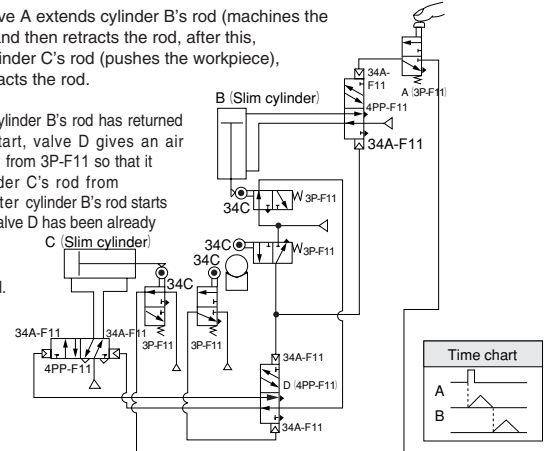 ve A extends cylinder B's rod (machines the
and then retracts the rod, after this,
inder C's rod (pushes the workpiece),
acts the rod.
ylinder B's rod has returned
tart, valve D gives an air
from 3P-F11 so that it
der C's rod from
ter cylinder B's rod starts
alve D has been already
l.
34A-
F11
A (3P-F11)
B (Slim cylinder)
4PP-F11
34A-F11
34C
3P-F11
34C
3P-F11
C (Slim cylinder)
34C
34C
3P-F11
3P-F11
34A-F11
34A-F11
4PP-F11
34A-F11
D (4PP-F11)
34A-F11
Time chart
A
B